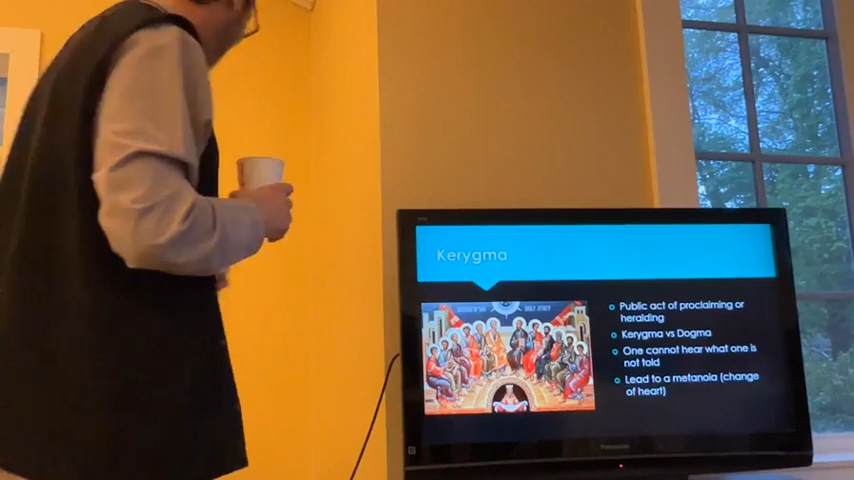 Kerygma
Public act of proclaiming or
heralding
Kerygma vs Dogma
One cannot hear what one is
not told
Lead to a metanoia (change
of heart)
Panasonic